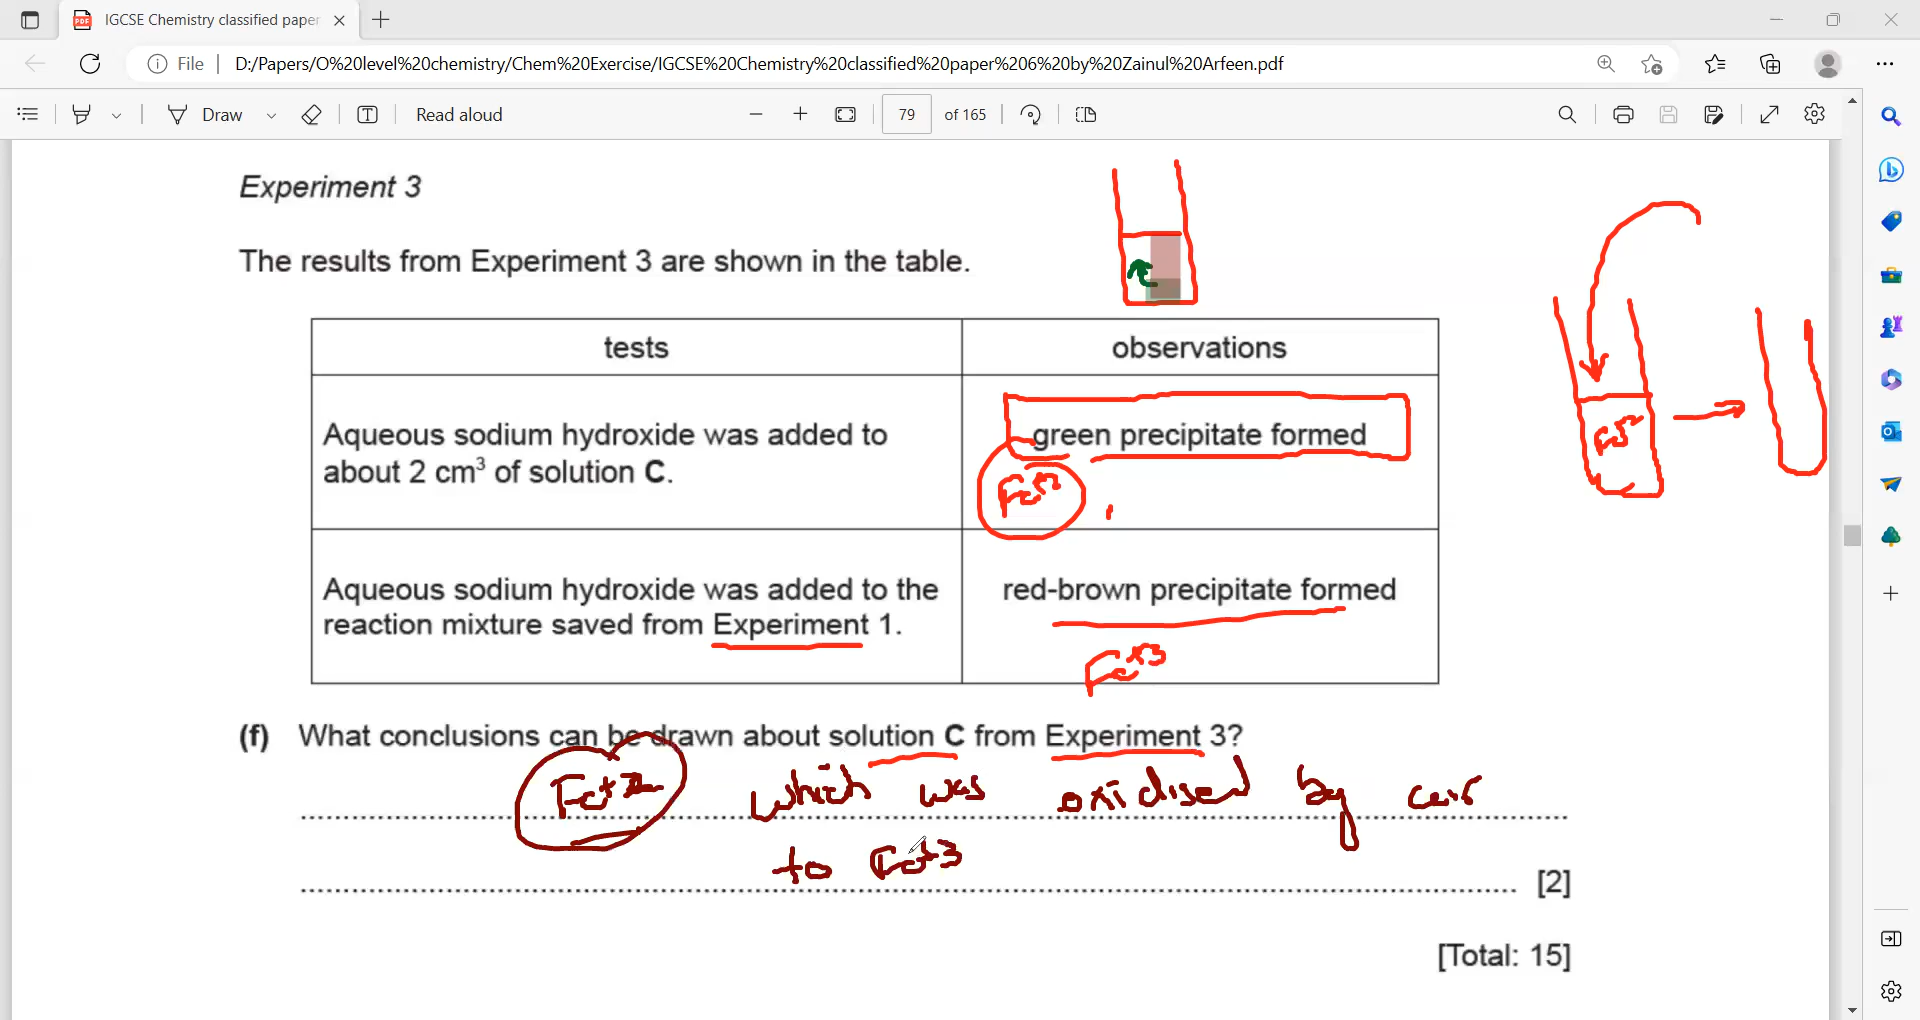 IGCSE Chemistry classified paper
File
D:/Papers/O%20level%20chemistry/Chem%20Exercise/IGCSE%20Chemistry%20classified%20paper%206%20by%20Zainul%20Arfeen.pdf
Draw
Read aloud
79 of 165
Experiment 3
The results from Experiment 3 are shown in the table.
tests observations
Aqueous sodium hydroxide was added to
about 2 cm³ of solution C.
green precipitate formed
Aqueous sodium hydroxide was added to the
reaction mixture saved from Experiment 1.
red-brown precipitate formed
Fe+3
(f) What conclusions can be drawn about solution C from Experiment 3?
Fe+2 which was oxidised by air
to Fe+3
[2]
[Total: 15]